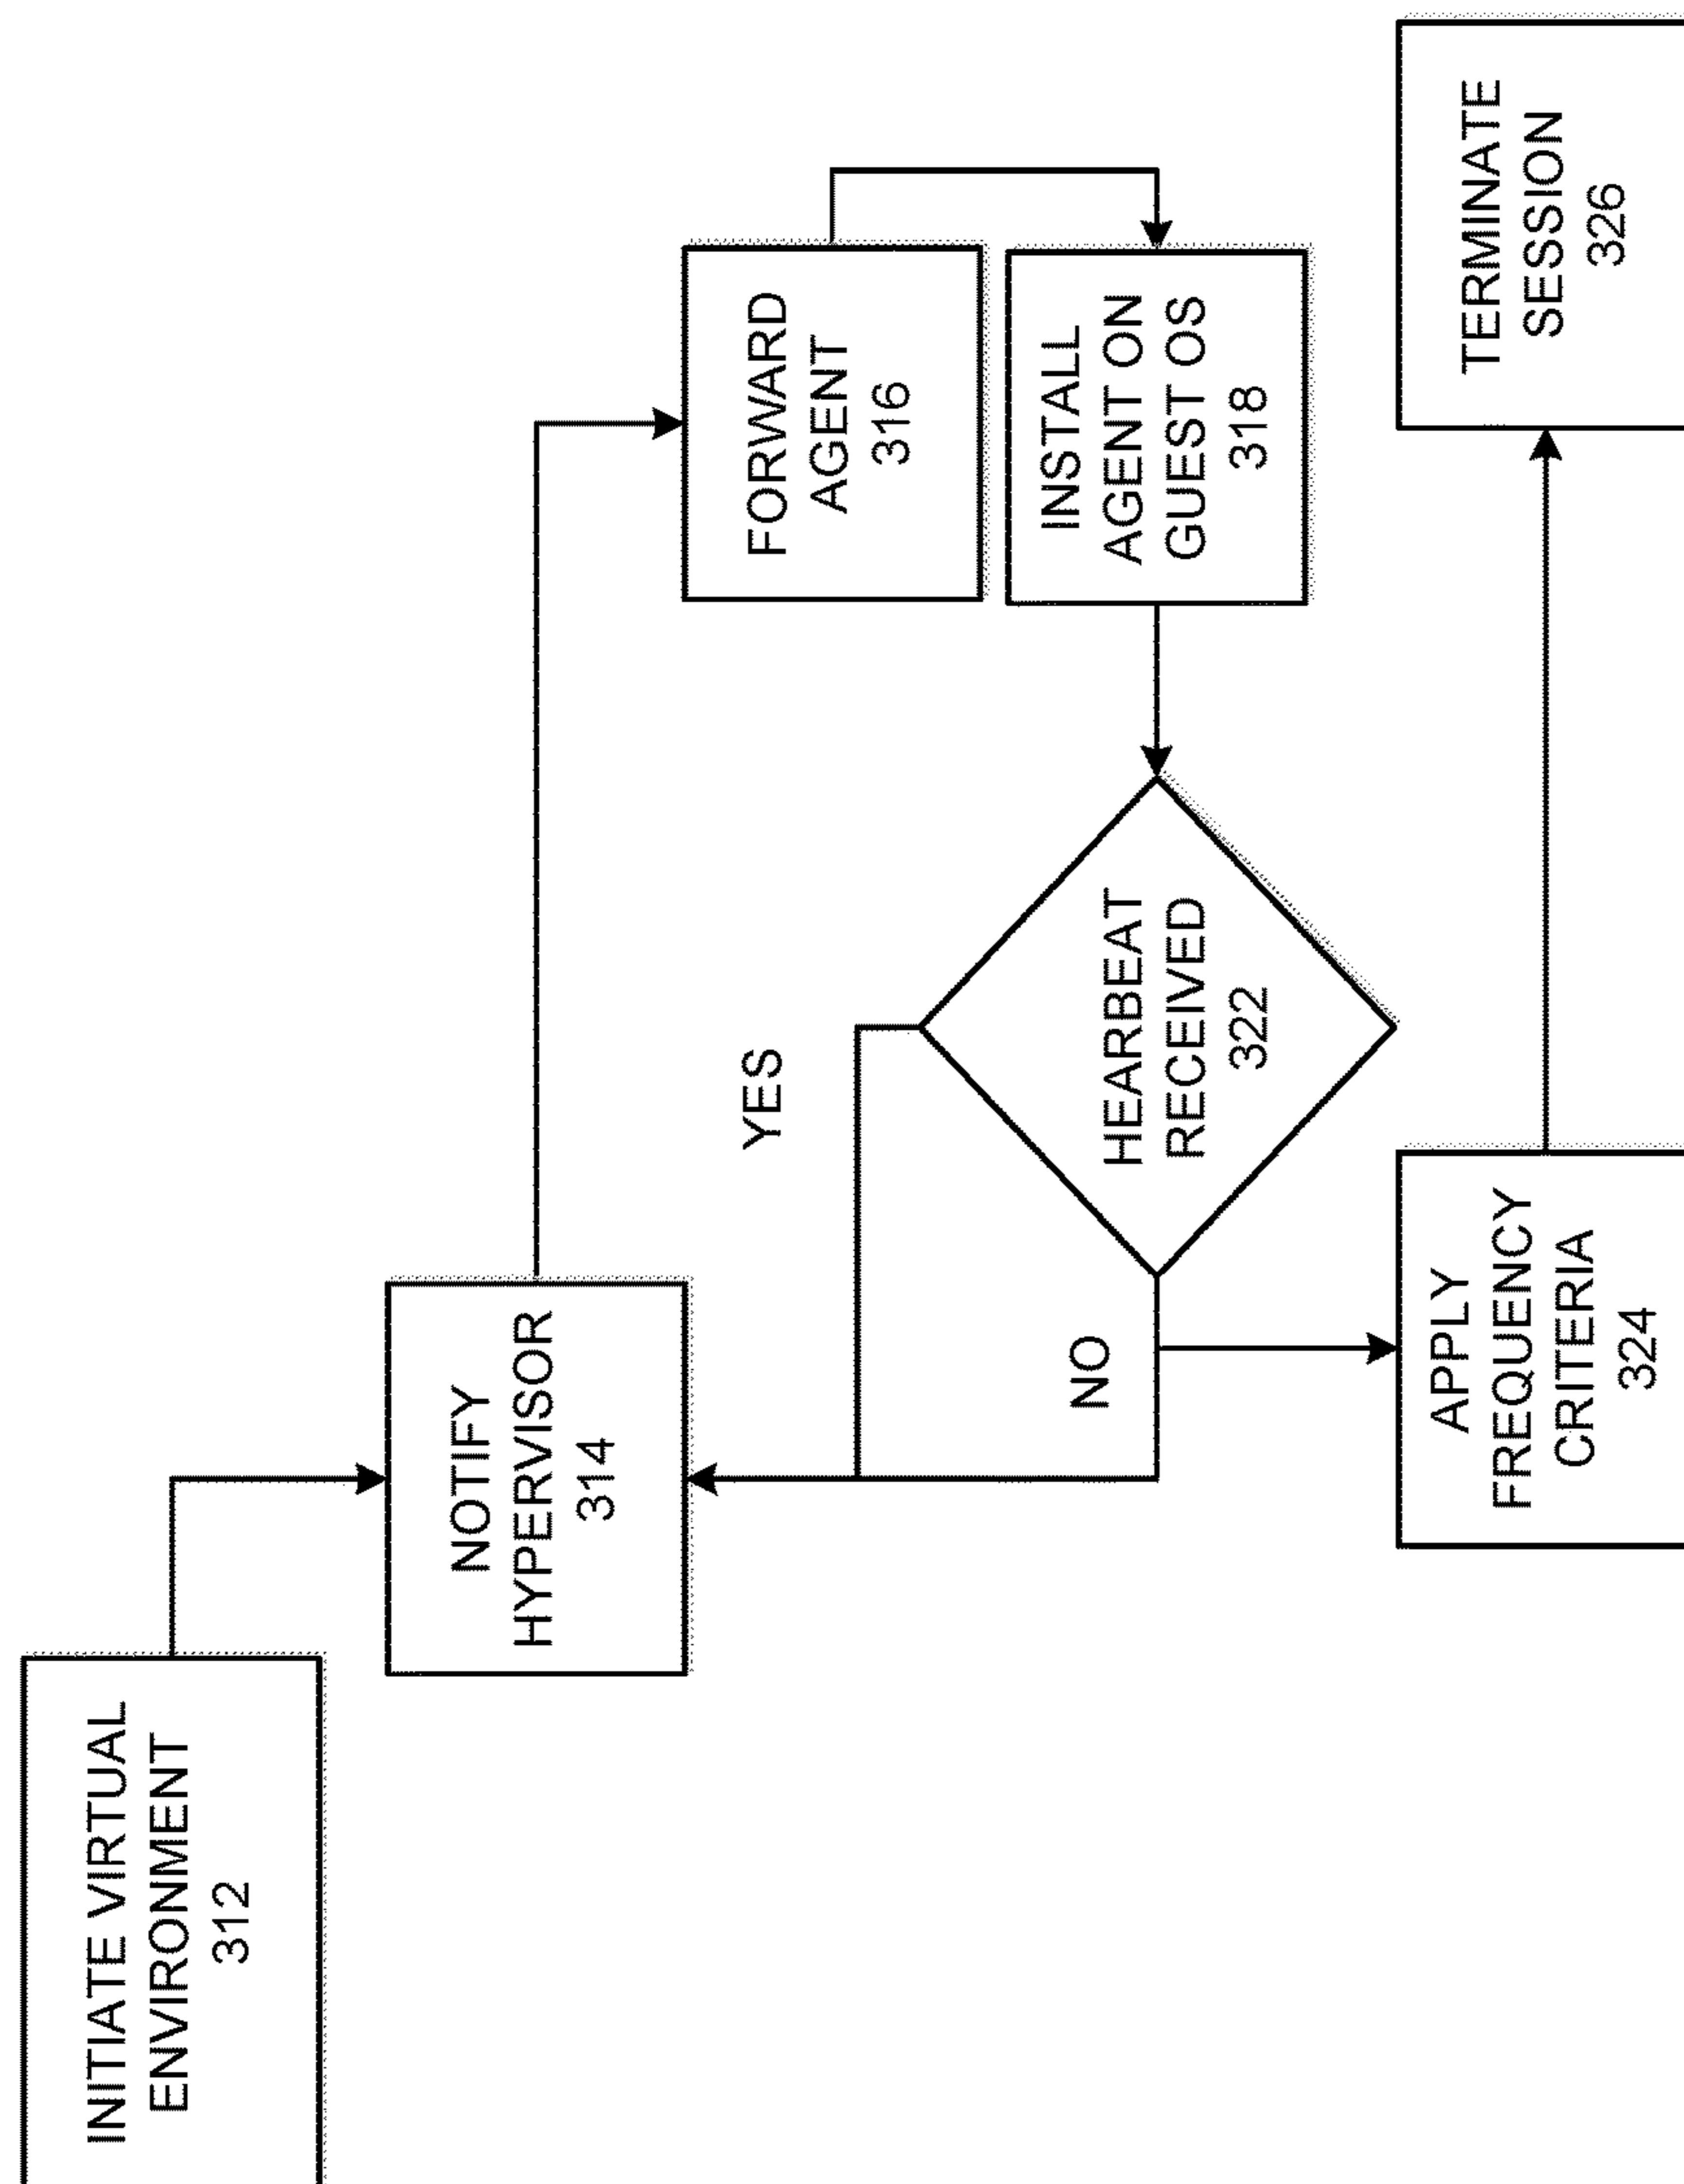 INITIATE VIRTUAL
ENVIRONMENT
312
NOTIFY
HYPERVISOR
314
FORWARD
AGENT
316
INSTALL
AGENT ON
GUEST OS
318
YES
HEARBEAT
RECEIVED
322
NO
APPLY
FREQUENCY
CRITERIA
324
TERMINATE
SESSION
326